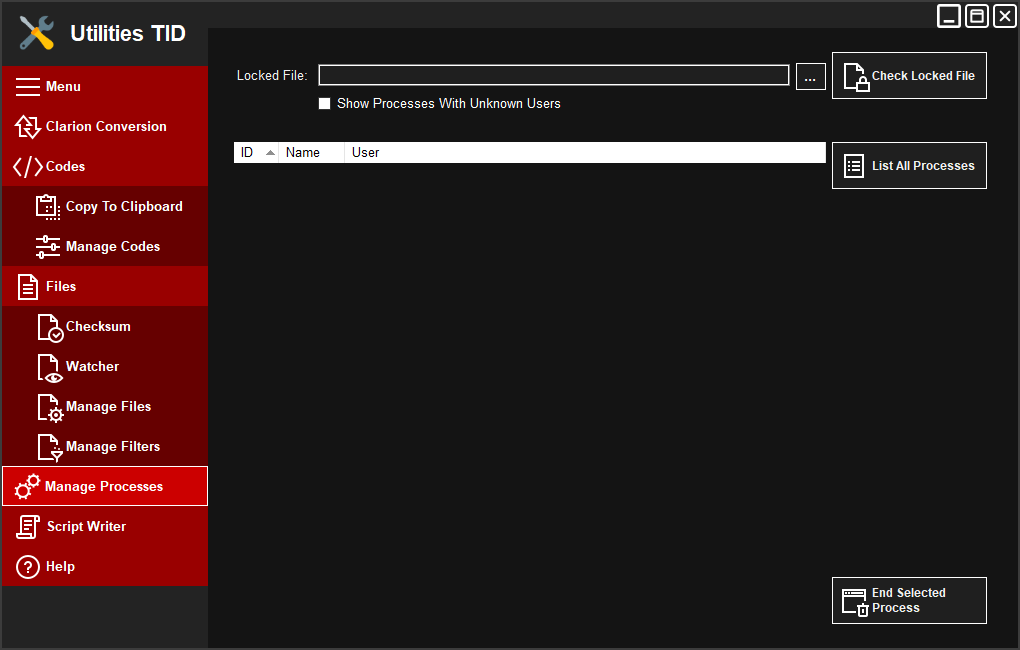 Utilities TID
Menu
Clarion Conversion
Codes
Copy To Clipboard
Manage Codes
Files
Checksum
Watcher
Manage Files
Manage Filters
Manage Processes
Script Writer
Help
Locked File:
...
Check Locked File
Show Processes With Unknown Users
ID Name User
List All Processes
End Selected
Process